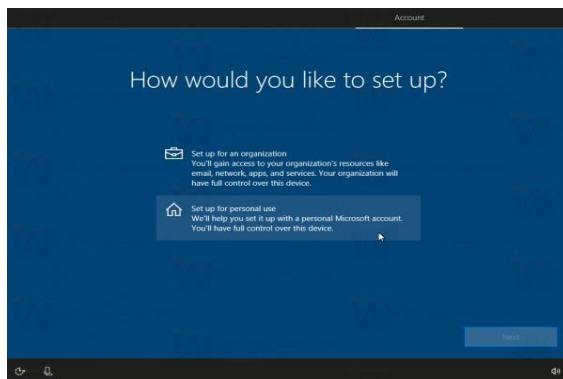 Account
How would you like to set up?
Set up for an organization
You'll gain access to your organization's resources like
email, network, apps, and services. Your organization will
have full control over this device.
Set up for personal use
We'll help you set it up with a personal Microsoft account.
You'll have full control over this device.
Next